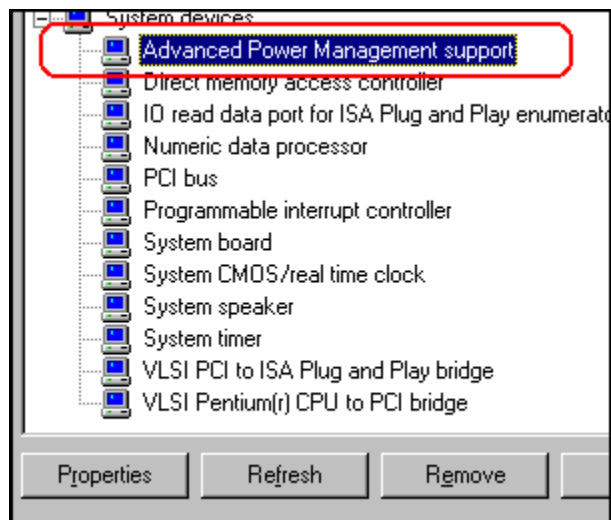 System devices
Advanced Power Management support
Direct memory access controller
IO read data port for ISA Plug and Play enumerato
Numeric data processor
PCI bus
Programmable interrupt controller
System board
System CMOS/real time clock
System speaker
System timer
VLSI PCI to ISA Plug and Play bridge
VLSI Pentium(r) CPU to PCI bridge
Properties Refresh Remove